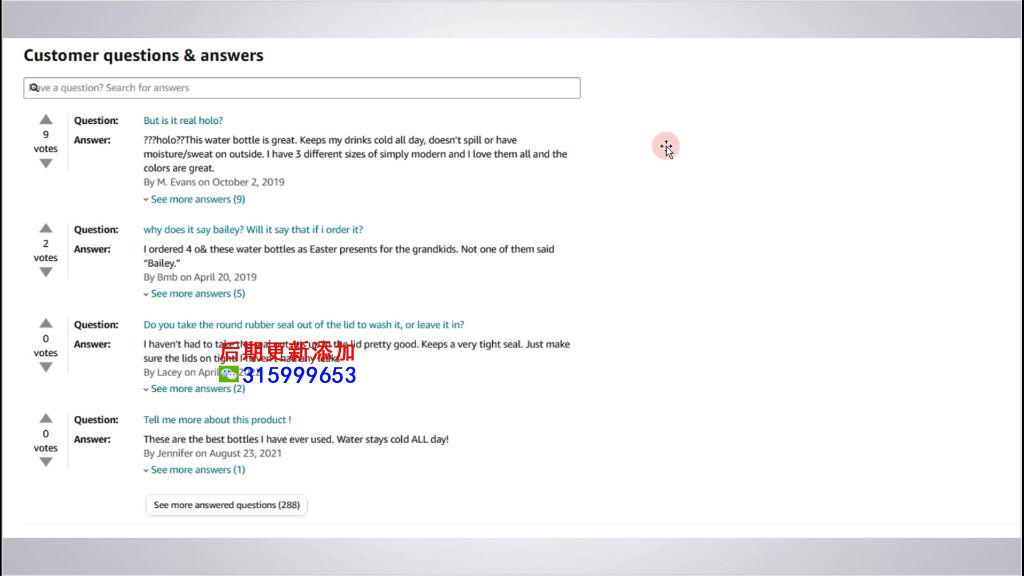 Customer questions & answers
ave a question? Search for answers
9
votes
Question:
But is it real holo?
Answer:
???holo??This water bottle is great. Keeps my drinks cold all day, doesn't spill or have
moisture/sweat on outside. I have 3 different sizes of simply modern and I love them all and the
colors are great.
By M. Evans on October 2, 2019
See more answers (9)
2
votes
Question:
why does it say bailey? Will it say that if i order it?
Answer:
I ordered 4 o& these water bottles as Easter presents for the grandkids. Not one of them said
“Bailey.”
By Bmb on April 20, 2019
See more answers (5)
0
votes
Question:
Do you take the round rubber seal out of the lid to wash it, or leave it in?
Answer:
I haven't had to take the seal out. lid pretty good. Keeps a very tight seal. Just make
sure the lids on tight I haven't had any leaks
By Lacey on April
See more answers (2)
后期更新添加
315999653
0
votes
Question:
Tell me more about this product !
Answer:
These are the best bottles I have ever used. Water stays cold ALL day!
By Jennifer on August 23, 2021
See more answers (1)
See more answered questions (288)